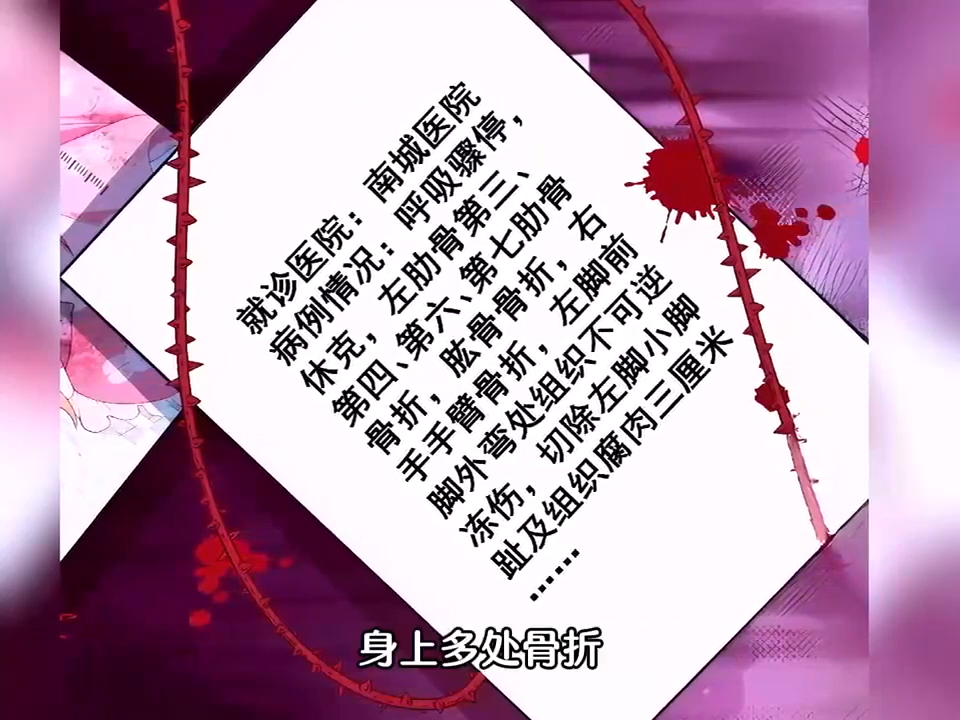 就诊医院：南城医院
病例情况：呼吸骤停，
休克，左肋骨第三、
第四、第六、第七肋骨
骨折，肱骨骨折，右
手手臂骨折，左脚前
脚外弯处组织不可逆
冻伤，切除左脚小脚
趾及组织腐肉三厘米
……
身上多处骨折